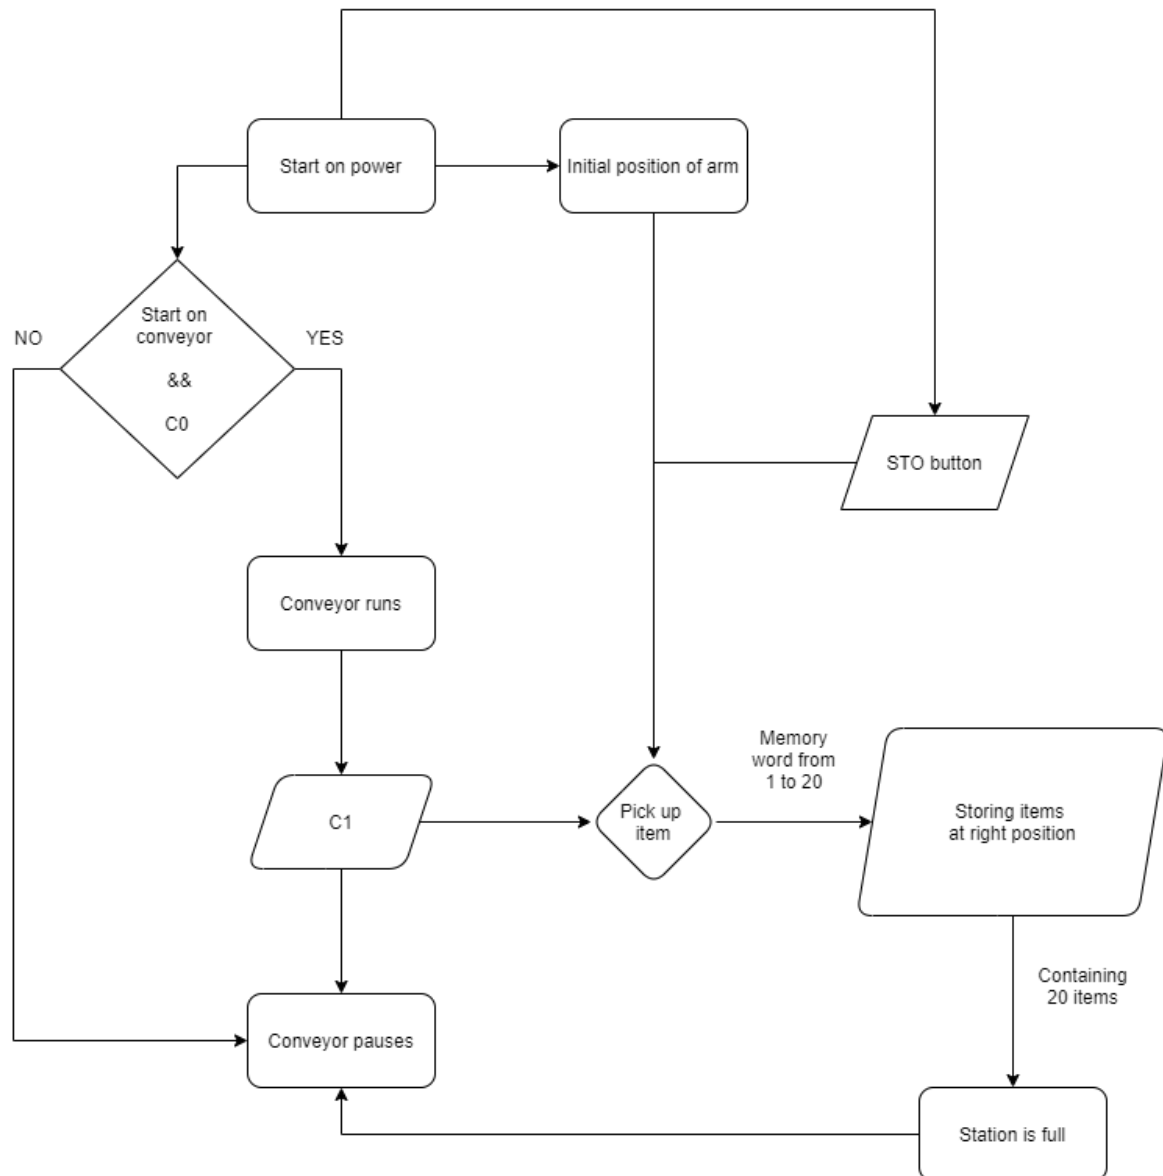 Start on power
Initial position of arm
Start on
conveyor
&&
C0
NO
YES
STO button
Conveyor runs
Memory
word from
1 to 20
C1
Pick up
item
Storing items
at right position
Containing
20 items
Conveyor pauses
Station is full